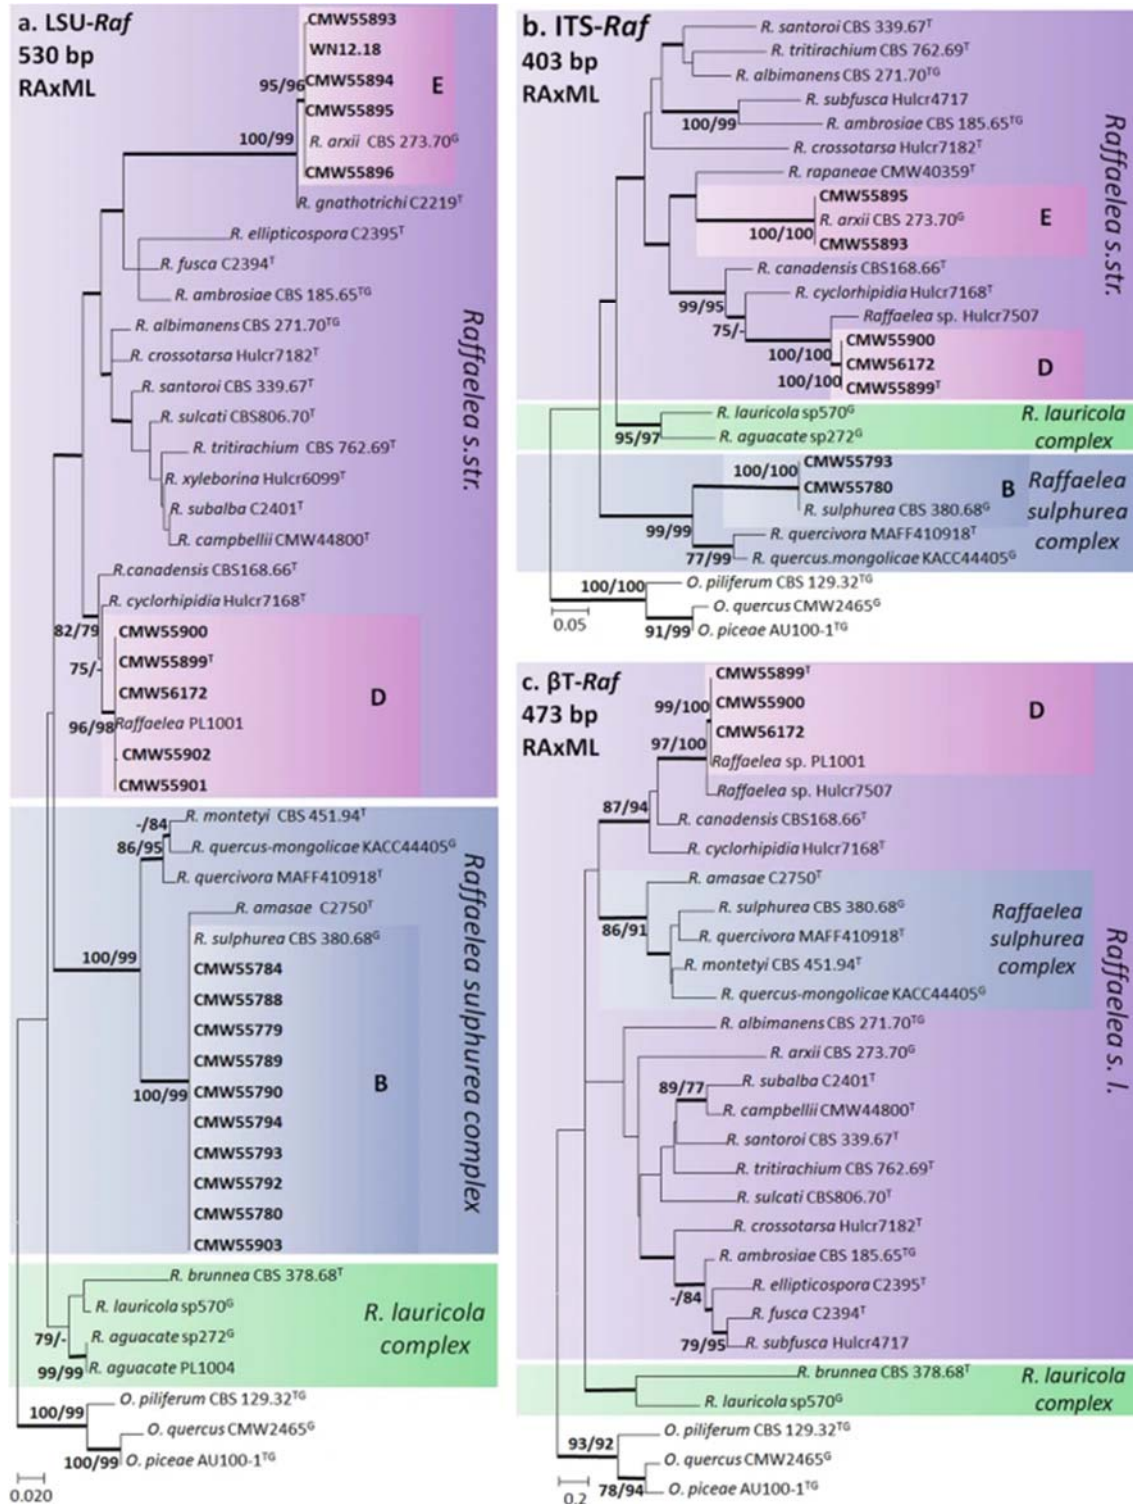 a. LSU-Raf
530 bp
RAxML
CMW55893
WN12.18
95/96
CMW55894
E
CMW55895
100/99
R. arxii CBS 273.70G
CMW55896
R. gnathotrichi C2219T
R. ellipticospora C2395T
R. fusca C2394T
R. ambrosiae CBS 185.65TG
R. albimanens CBS 271.70TG
R. crossotarsa Hulcr7182T
R. santoroi CBS 339.67T
R. sulcati CBS806.70T
R. tritirachium CBS 762.69T
R. xyleborina Hulcr6099T
R. subalba C2401T
R. campbellii CMW44800T
Raffaelea s.str.
R.canadensis CBS168.66T
R. cyclorhipidia Hulcr7168T
82/79
CMW55900
75/-
CMW55899T
CMW56172
D
96/98
Raffaelea PL1001
CMW55902
CMW55901
R. montetyi CBS 451.94T
-/84
86/95
R. quercus-mongolicae KACC44405G
R. quercivora MAFF410918T
R. amasae C2750T
R. sulphurea CBS 380.68G
100/99
CMW55784
CMW55788
CMW55779
CMW55789
100/99
CMW55790
B
CMW55794
CMW55793
CMW55792
CMW55780
CMW55903
Raffaelea sulphurea complex
R. brunnea CBS 378.68T
R. lauricola sp570G
79/-
R. aguacate sp272G
99/99
R. aguacate PL1004
R. lauricola
complex
O. piliferum CBS 129.32TG
100/99
O. quercus CMW2465G
100/99
O. piceae AU100-1TG
0.020
b. ITS-Raf
403 bp
RAxML
R. santoroi CBS 339.67T
R. tritirachium CBS 762.69T
R. albimanens CBS 271.70TG
R. subfusca Hulcr4717
100/99
R. ambrosiae CBS 185.65TG
R. crossotarsa Hulcr7182T
R. rapaneae CMW40359T
CMW55895
R. arxii CBS 273.70G
E
100/100
CMW55893
R. canadensis CBS168.66T
99/95
R. cyclorhipidia Hulcr7168T
75/-
Raffaelea sp. Hulcr7507
CMW55900
100/100
CMW56172
D
100/100
CMW55899T
Raffaelea s.str.
R. lauricola sp570G
95/97
R. aguacate sp272G
R. lauricola
complex
100/100
CMW55793
CMW55780
B
R. sulphurea CBS 380.68G
99/99
R. quercivora MAFF410918T
77/99
R. quercus.mongolicae KACC44405G
Raffaelea
sulphurea
complex
O. piliferum CBS 129.32TG
100/100
O. quercus CMW2465G
91/99
O. piceae AU100-1TG
0.05
c. βT-Raf
473 bp
RAxML
CMW55899T
99/100
CMW55900
D
CMW56172
97/100
Raffaelea sp. PL1001
Raffaelea sp. Hulcr7507
87/94
R. canadensis CBS168.66T
R. cyclorhipidia Hulcr7168T
R. amasae C2750T
R. sulphurea CBS 380.68G
86/91
R. quercivora MAFF410918T
R. montetyi CBS 451.94T
R. quercus-mongolicae KACC44405G
Raffaelea
sulphurea
complex
R. albimanens CBS 271.70TG
R. arxii CBS 273.70G
89/77
R. subalba C2401T
R. campbellii CMW44800T
R. santoroi CBS 339.67T
R. tritirachium CBS 762.69T
R. sulcati CBS806.70T
R. crossotarsa Hulcr7182T
R. ambrosiae CBS 185.65TG
-/84
R. ellipticospora C2395T
R. fusca C2394T
79/95
R. subfusca Hulcr4717
Raffaelea s. l.
R. brunnea CBS 378.68T
R. lauricola sp570G
R. lauricola
complex
O. piliferum CBS 129.32TG
93/92
O. quercus CMW2465G
78/94
O. piceae AU100-1TG
0.2